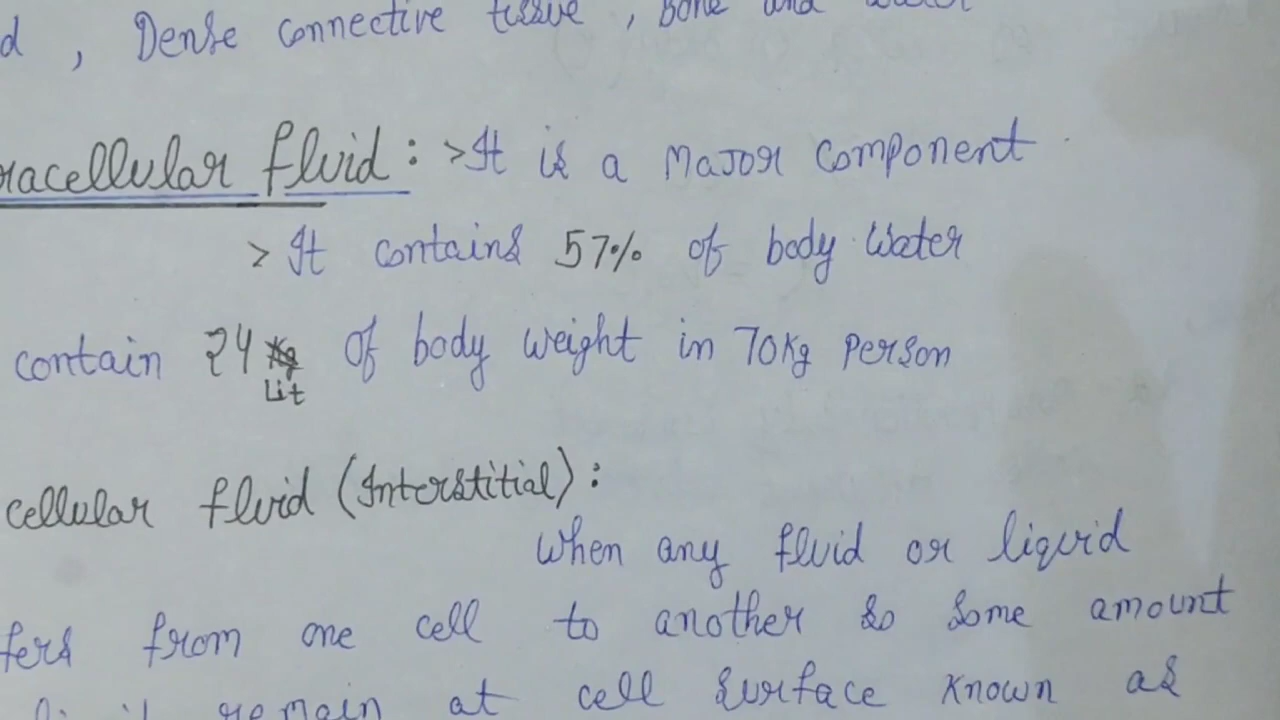 d , Dense connective tissue , Bone and water
racellular fluid : > It is a Major Component
> It contains 57% of body water
contain 24 Kg Lit of body weight in 70Kg Person
cellular fluid (Interstitial) :
When any fluid or liquid
fers from one cell to another so some amount
remain at cell surface known as